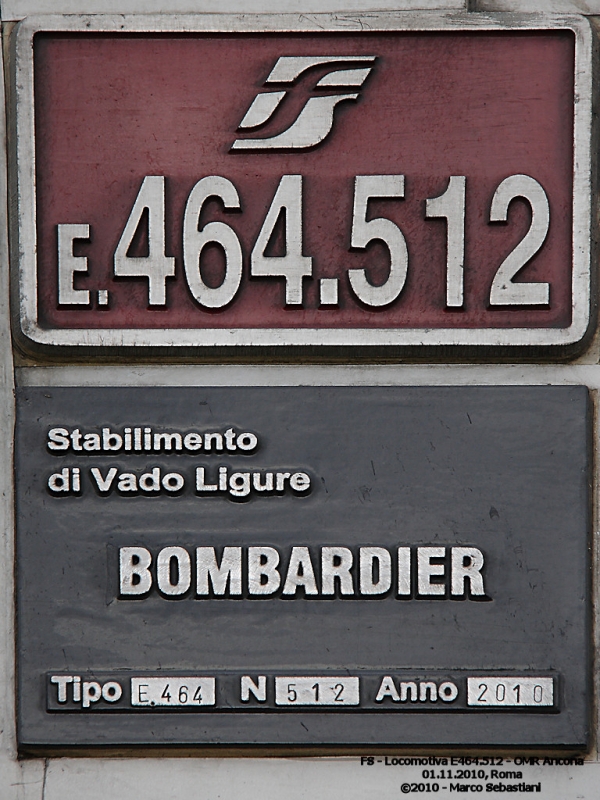 E.464.512
Stabilimento
di Vado Ligure
BOMBARDIER
Tipo E.464 N 512 Anno 2010
FS - Locomotiva E464.512 - OMR Ancona
01.11.2010, Roma
©2010 - Marco Sebastiani